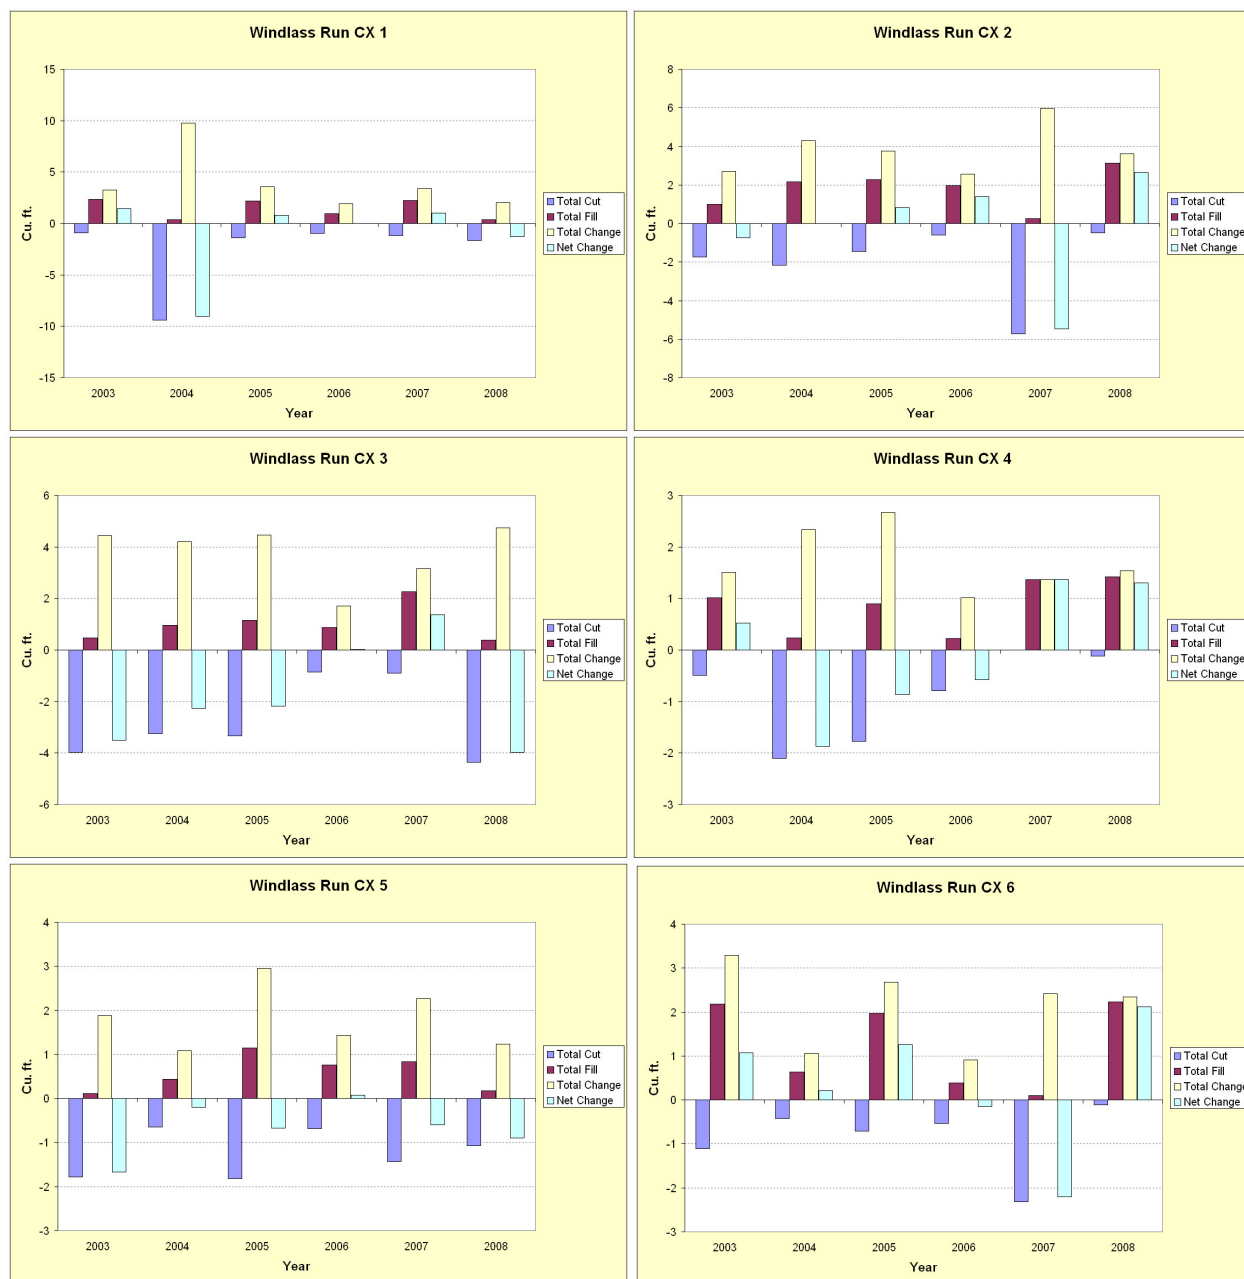 Windlass Run CX 1
15
10
5
0
-5
-10
-15
Cu. ft.
2003 2004 2005 2006 2007 2008
Year
Total Cut
Total Fill
Total Change
Net Change
Windlass Run CX 2
8
6
4
2
0
-2
-4
-6
-8
Cu. ft.
2003 2004 2005 2006 2007 2008
Year
Total Cut
Total Fill
Total Change
Net Change
Windlass Run CX 3
6
4
2
0
-2
-4
-6
Cu. ft.
2003 2004 2005 2006 2007 2008
Year
Total Cut
Total Fill
Total Change
Net Change
Windlass Run CX 4
3
2
1
0
-1
-2
-3
Cu. ft.
2003 2004 2005 2006 2007 2008
Year
Total Cut
Total Fill
Total Change
Net Change
Windlass Run CX 5
4
3
2
1
0
-1
-2
-3
Cu. ft.
2003 2004 2005 2006 2007 2008
Year
Total Cut
Total Fill
Total Change
Net Change
Windlass Run CX 6
4
3
2
1
0
-1
-2
-3
Cu. ft.
2003 2004 2005 2006 2007 2008
Year
Total Cut
Total Fill
Total Change
Net Change